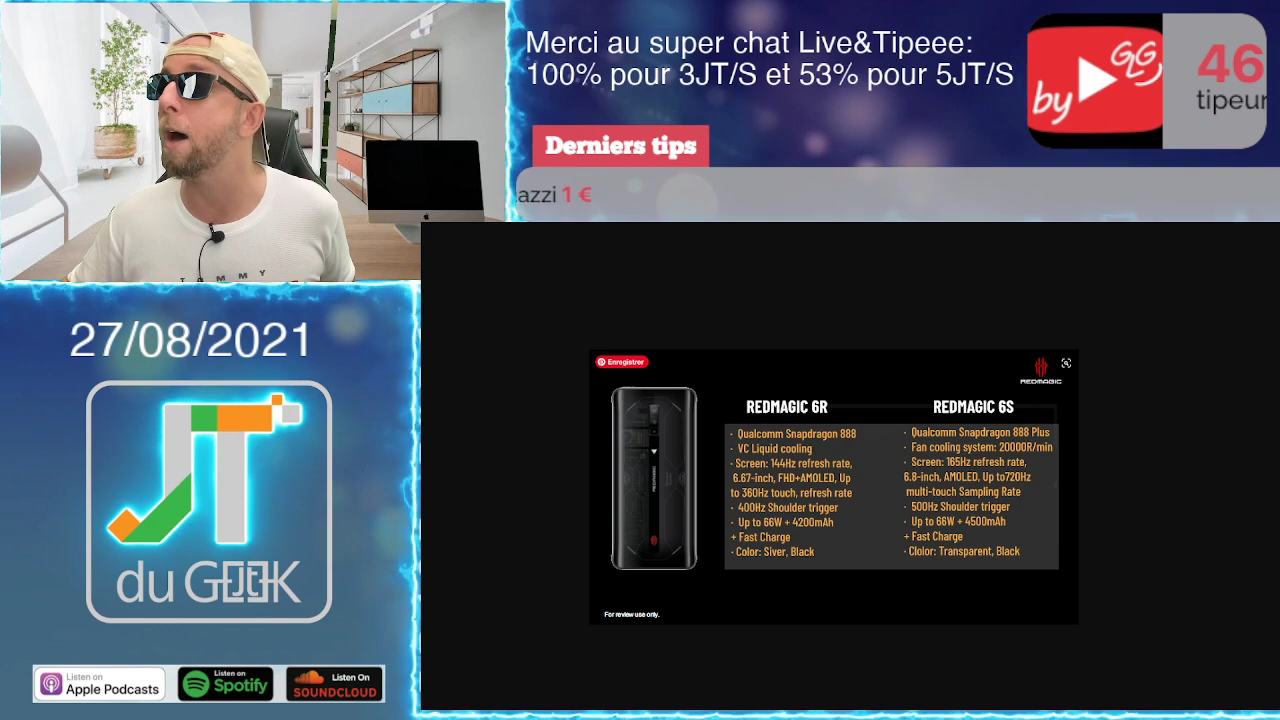 Merci au super chat Live&Tipeee:
100% pour 3JT/S et 53% pour 5JT/S
by GLG
46
tipeur
Derniers tips
azzi 1 €
TOMMY
27/08/2021
JT
du GEEK
Listen on
Apple Podcasts
Listen on
Spotify
Listen On
SOUNDCLOUD
Enregistrer
REDMAGIC
REDMAGIC 6R
· Qualcomm Snapdragon 888
· VC Liquid cooling
· Screen: 144Hz refresh rate,
6.67-inch, FHD+AMOLED, Up
to 360Hz touch, refresh rate
· 400Hz Shoulder trigger
· Up to 66W + 4200mAh
+ Fast Charge
· Color: Siver, Black
REDMAGIC 6S
· Qualcomm Snapdragon 888 Plus
· Fan cooling system: 20000R/min
· Screen: 165Hz refresh rate,
6.8-inch, AMOLED, Up to720Hz
multi-touch Sampling Rate
· 500Hz Shoulder trigger
· Up to 66W + 4500mAh
+ Fast Charge
· Clolor: Transparent, Black
For review use only.